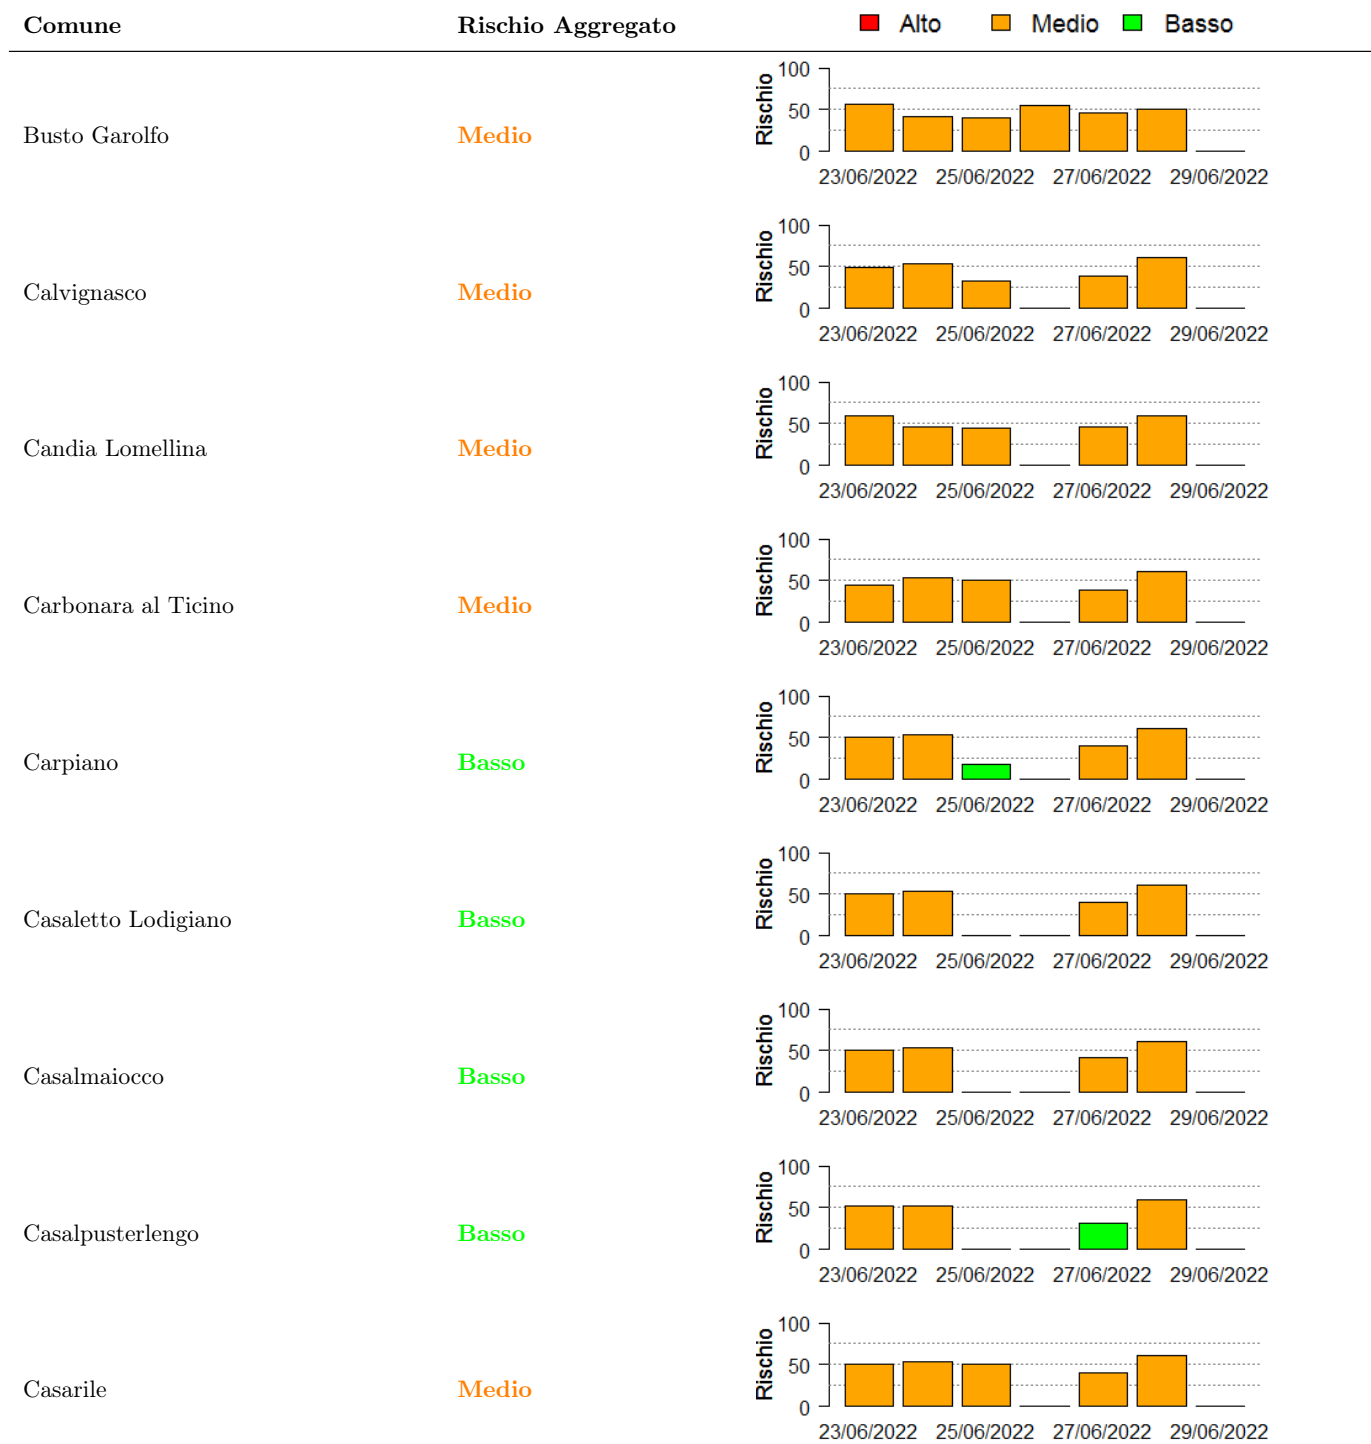 Comune Rischio Aggregato Alto Medio Basso
Busto Garolfo Medio
Rischio
100
50
0
23/06/2022 25/06/2022 27/06/2022 29/06/2022
Calvignasco Medio
Rischio
100
50
0
23/06/2022 25/06/2022 27/06/2022 29/06/2022
Candia Lomellina Medio
Rischio
100
50
0
23/06/2022 25/06/2022 27/06/2022 29/06/2022
Carbonara al Ticino Medio
Rischio
100
50
0
23/06/2022 25/06/2022 27/06/2022 29/06/2022
Carpiano Basso
Rischio
100
50
0
23/06/2022 25/06/2022 27/06/2022 29/06/2022
Casaletto Lodigiano Basso
Rischio
100
50
0
23/06/2022 25/06/2022 27/06/2022 29/06/2022
Casalmaiocco Basso
Rischio
100
50
0
23/06/2022 25/06/2022 27/06/2022 29/06/2022
Casalpusterlengo Basso
Rischio
100
50
0
23/06/2022 25/06/2022 27/06/2022 29/06/2022
Casarile Medio
Rischio
100
50
0
23/06/2022 25/06/2022 27/06/2022 29/06/2022